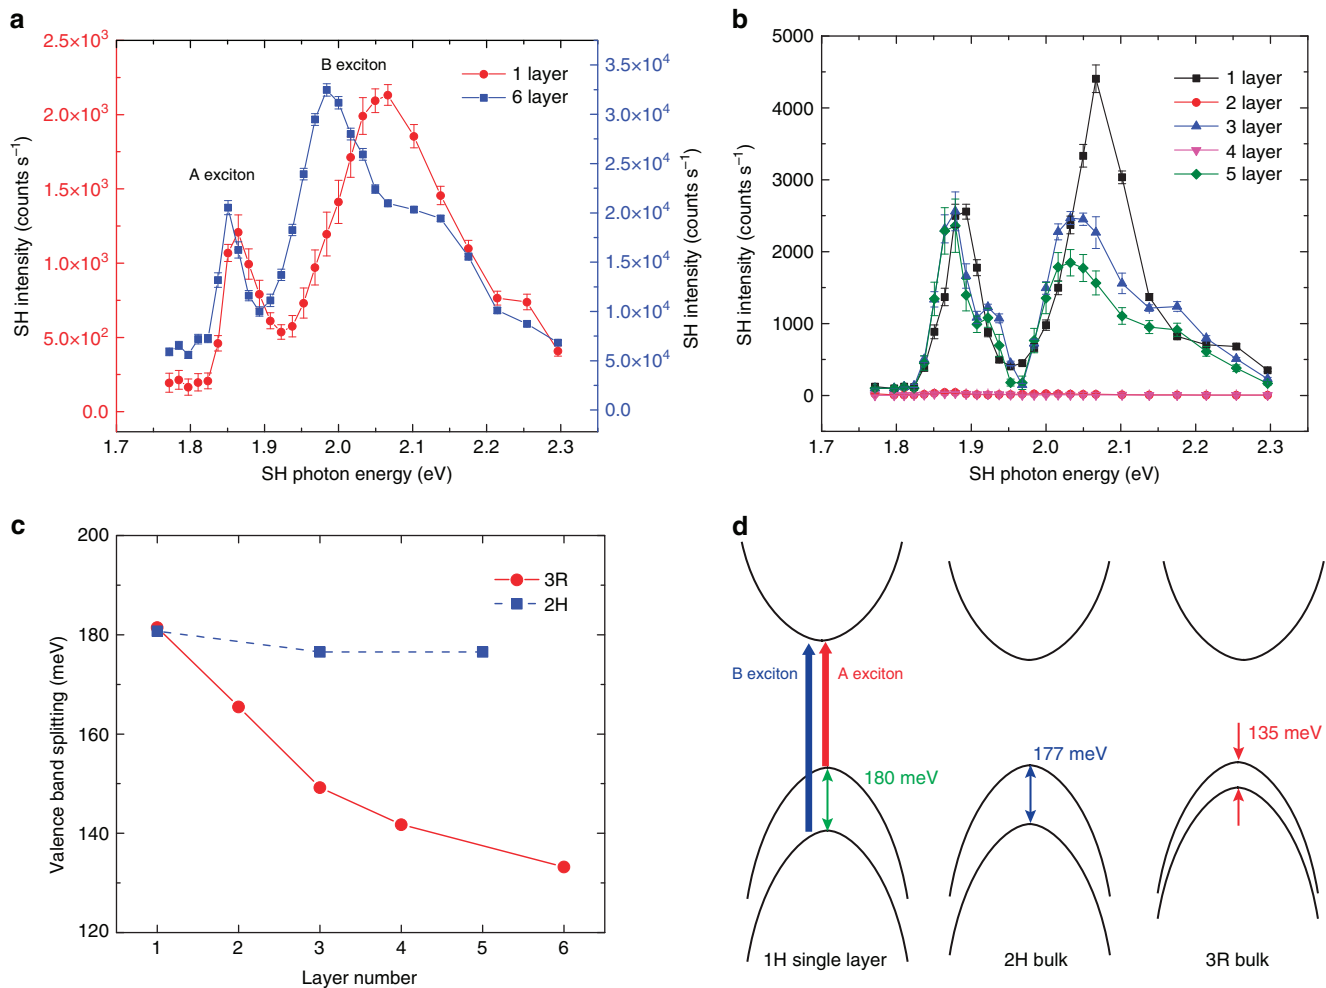 a
B exciton
A exciton
1 layer
6 layer
2.5×10³
2.0×10³
1.5×10³
1.0×10³
5.0×10²
0.0
SH intensity (counts s⁻¹)
3.5×10⁴
3.0×10⁴
2.5×10⁴
2.0×10⁴
1.5×10⁴
1.0×10⁴
5.0×10³
0.0
SH intensity (counts s⁻¹)
1.7 1.8 1.9 2.0 2.1 2.2 2.3
SH photon energy (eV)
b
1 layer
2 layer
3 layer
4 layer
5 layer
5000
4000
3000
2000
1000
0
SH intensity (counts s⁻¹)
1.7 1.8 1.9 2.0 2.1 2.2 2.3
SH photon energy (eV)
c
3R
2H
200
180
160
140
120
Valence band splitting (meV)
1 2 3 4 5 6
Layer number
d
B exciton
A exciton
180 meV
177 meV
135 meV
1H single layer
2H bulk
3R bulk